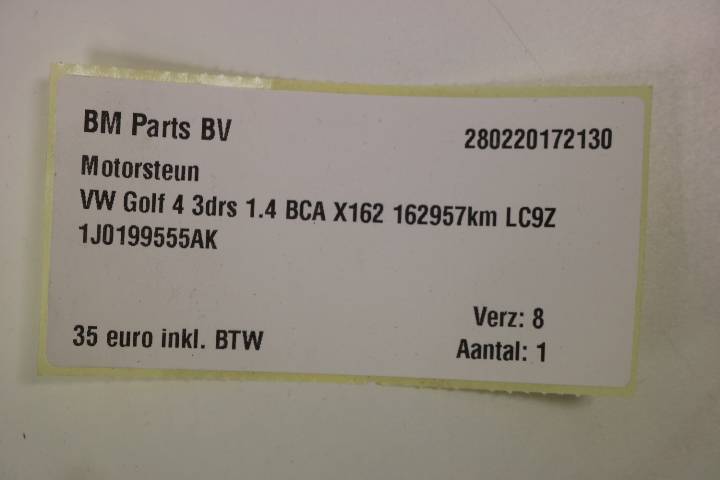 BM Parts BV 280220172130
Motorsteun
VW Golf 4 3drs 1.4 BCA X162 162957km LC9Z
1J0199555AK
Verz: 8
35 euro inkl. BTW Aantal: 1